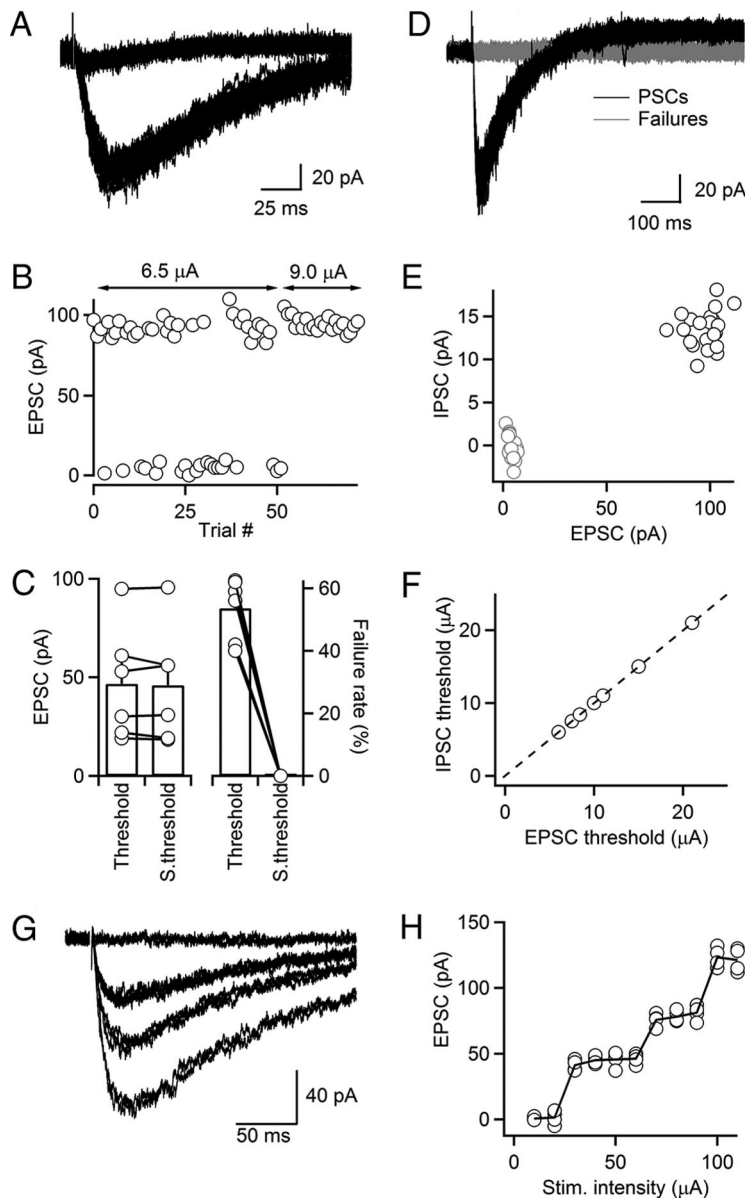 A
20 pA
25 ms
D
PSCs
Failures
20 pA
100 ms
B
6.5 µA
9.0 µA
EPSC (pA)
100
50
0
0
25
50
Trial #
E
IPSC (pA)
15
10
5
0
0
50
100
EPSC (pA)
C
EPSC (pA)
100
50
0
Failure rate (%)
60
40
20
0
Threshold
S.threshold
Threshold
S.threshold
F
IPSC threshold (µA)
20
10
0
0
10
20
EPSC threshold (µA)
G
40 pA
50 ms
H
EPSC (pA)
150
100
50
0
0
50
100
Stim. intensity (µA)